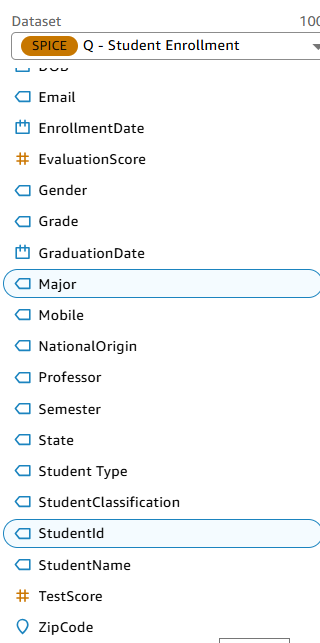 Dataset 100
SPICE Q - Student Enrollment
DOB
Email
EnrollmentDate
EvaluationScore
Gender
Grade
GraduationDate
Major
Mobile
NationalOrigin
Professor
Semester
State
Student Type
StudentClassification
StudentId
StudentName
TestScore
ZipCode